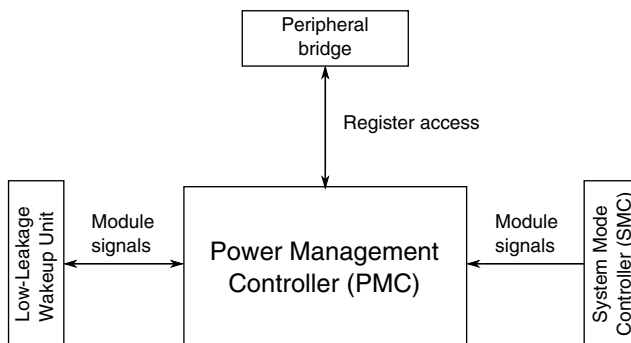 Peripheral
bridge
Register access
Low-Leakage
Wakeup Unit
Module
signals
Power Management
Controller (PMC)
Module
signals
System Mode
Controller (SMC)